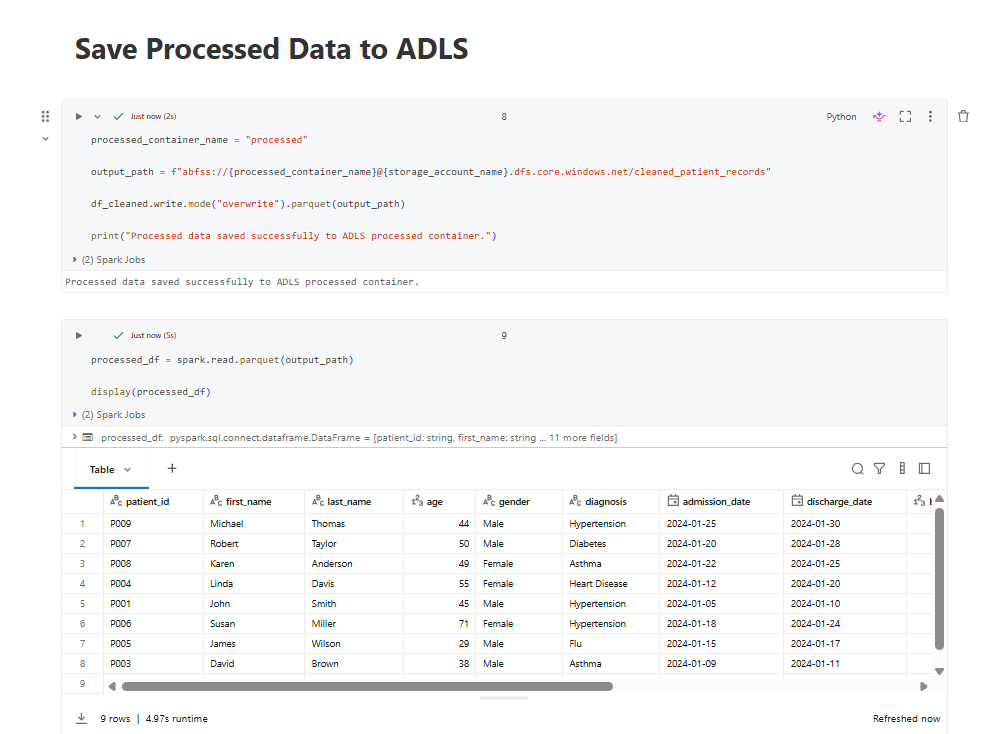 Save Processed Data to ADLS
Just now (2s)
8
Python
processed_container_name = "processed"
output_path = f"abfss://{processed_container_name}@{storage_account_name}.dfs.core.windows.net/cleaned_patient_records"
df_cleaned.write.mode("overwrite").parquet(output_path)
print("Processed data saved successfully to ADLS processed container.")
(2) Spark Jobs
Processed data saved successfully to ADLS processed container.
Just now (5s)
9
processed_df = spark.read.parquet(output_path)
display(processed_df)
(2) Spark Jobs
processed_df: pyspark.sql.connect.dataframe.DataFrame = [patient_id: string, first_name: string ... 11 more fields]
Table +
patient_id first_name last_name age gender diagnosis admission_date discharge_date
1 P009 Michael Thomas 44 Male Hypertension 2024-01-25 2024-01-30
2 P007 Robert Taylor 50 Male Diabetes 2024-01-20 2024-01-28
3 P008 Karen Anderson 49 Female Asthma 2024-01-22 2024-01-25
4 P004 Linda Davis 55 Female Heart Disease 2024-01-12 2024-01-20
5 P001 John Smith 45 Male Hypertension 2024-01-05 2024-01-10
6 P006 Susan Miller 71 Female Hypertension 2024-01-18 2024-01-24
7 P005 James Wilson 29 Male Flu 2024-01-15 2024-01-17
8 P003 David Brown 38 Male Asthma 2024-01-09 2024-01-11
9
9 rows | 4.97s runtime
Refreshed now